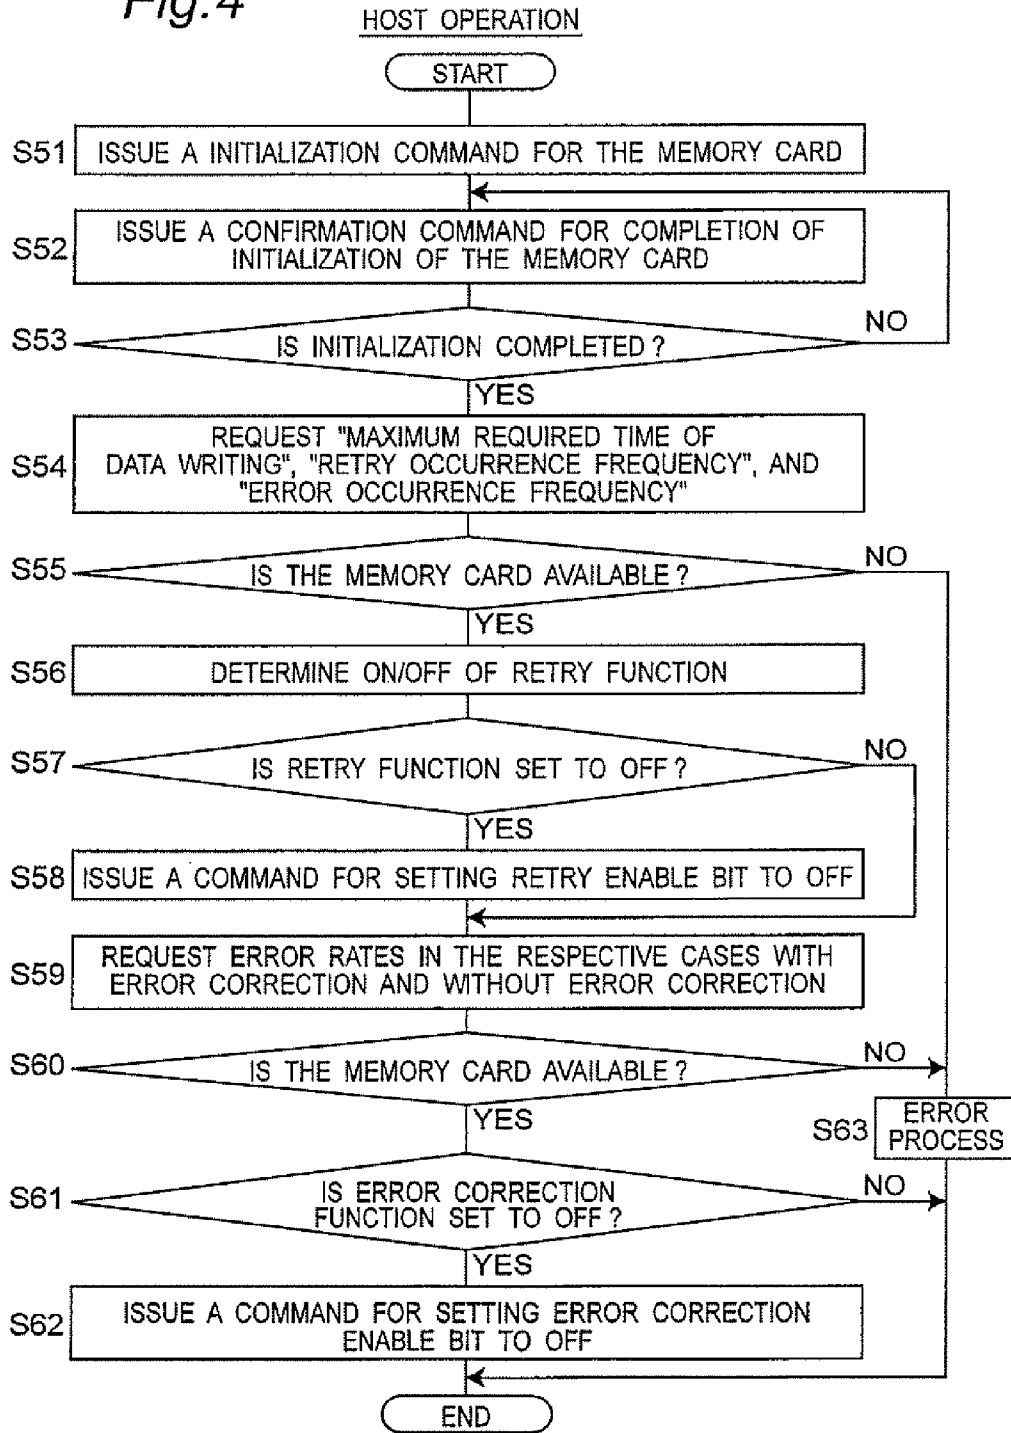 Fig.4
HOST OPERATION
START
S51
ISSUE A INITIALIZATION COMMAND FOR THE MEMORY CARD
S52
ISSUE A CONFIRMATION COMMAND FOR COMPLETION OF
INITIALIZATION OF THE MEMORY CARD
S53
IS INITIALIZATION COMPLETED?
NO
YES
S54
REQUEST "MAXIMUM REQUIRED TIME OF
DATA WRITING", "RETRY OCCURRENCE FREQUENCY", AND
"ERROR OCCURRENCE FREQUENCY"
S55
IS THE MEMORY CARD AVAILABLE?
NO
YES
S56
DETERMINE ON/OFF OF RETRY FUNCTION
S57
IS RETRY FUNCTION SET TO OFF?
NO
YES
S58
ISSUE A COMMAND FOR SETTING RETRY ENABLE BIT TO OFF
S59
REQUEST ERROR RATES IN THE RESPECTIVE CASES WITH
ERROR CORRECTION AND WITHOUT ERROR CORRECTION
S60
IS THE MEMORY CARD AVAILABLE?
NO
YES
S63
ERROR
PROCESS
S61
IS ERROR CORRECTION
FUNCTION SET TO OFF?
NO
YES
S62
ISSUE A COMMAND FOR SETTING ERROR CORRECTION
ENABLE BIT TO OFF
END